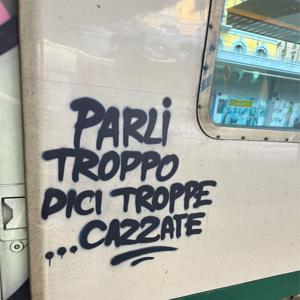 PARLi
TROPPO
DICI TROPPE
...CAZZATE